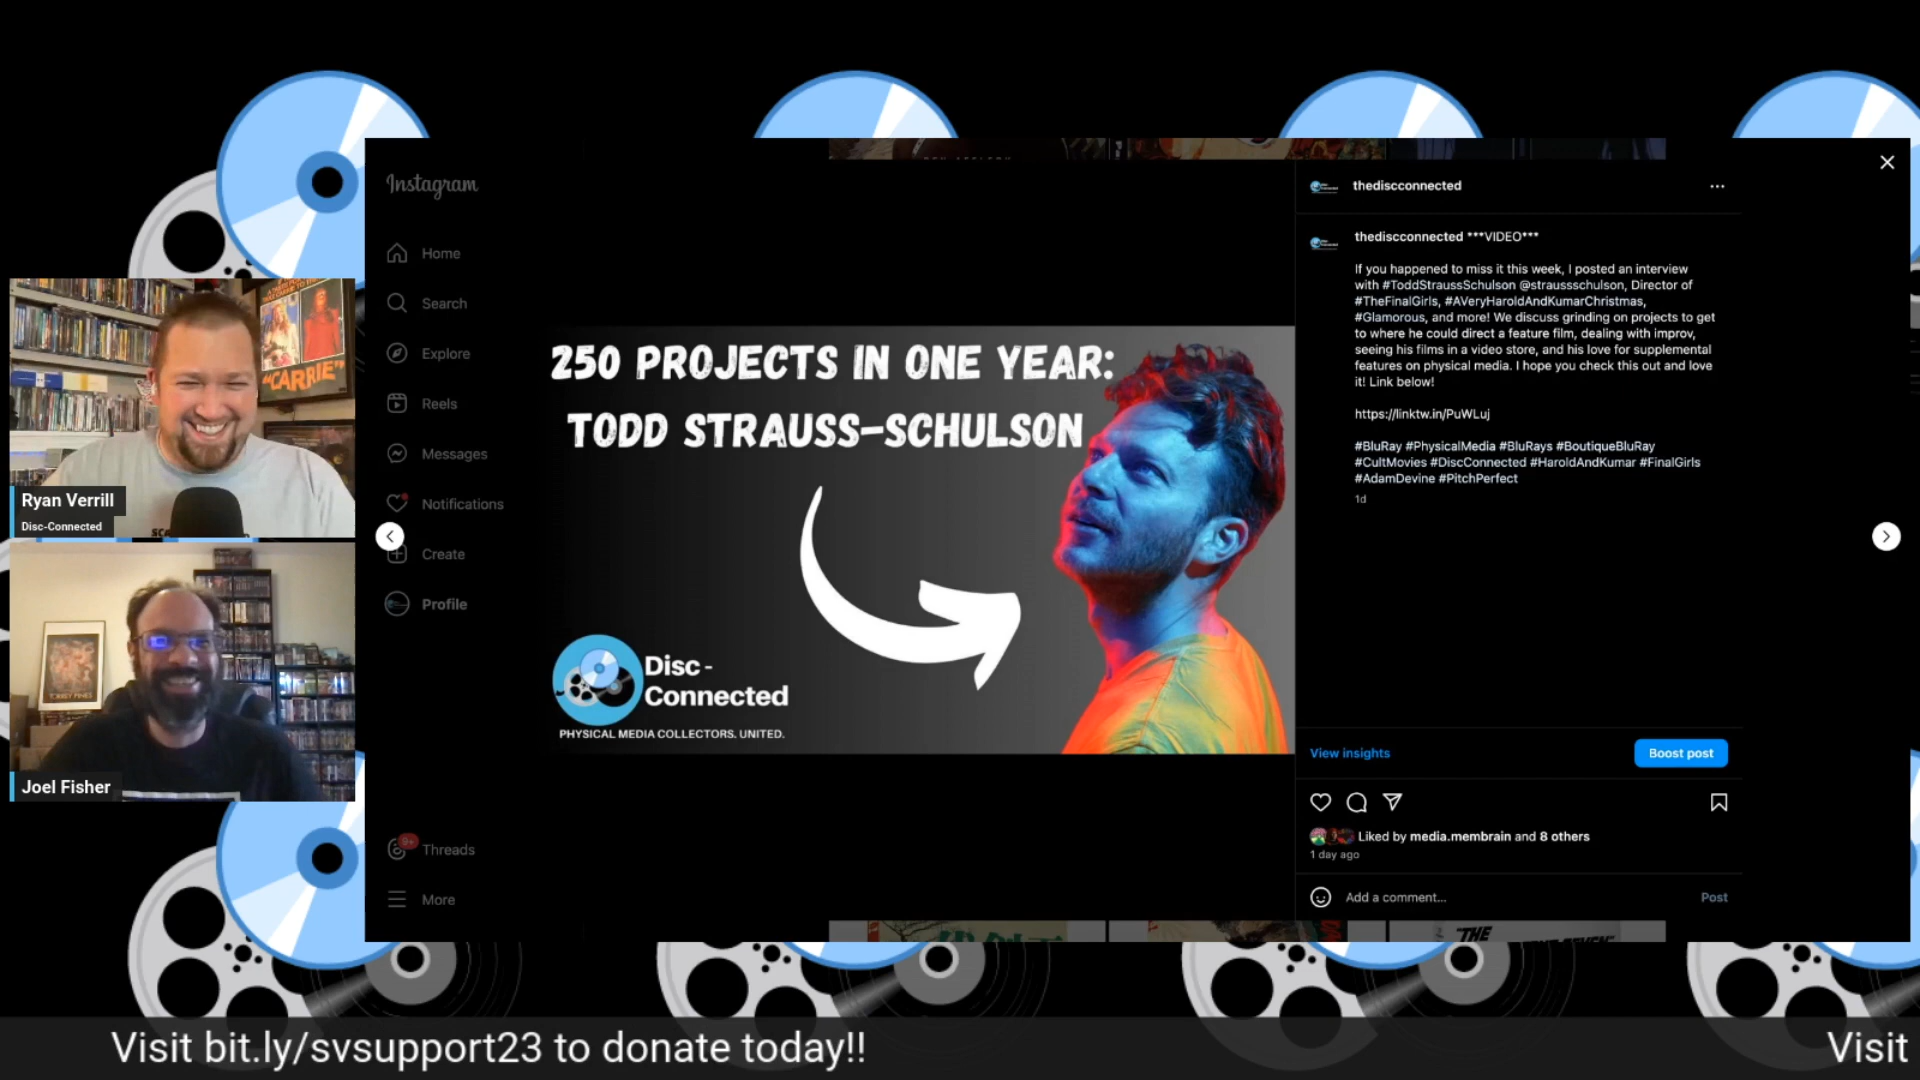 Instagram
Home
Search
Explore
Reels
Messages
Notifications
Create
Profile
9+
Threads
More
250 PROJECTS IN ONE YEAR:
TODD STRAUSS-SCHULSON
Disc-
Connected
PHYSICAL MEDIA COLLECTORS. UNITED.
thediscconnected
thediscconnected ***VIDEO***
If you happened to miss it this week, I posted an interview
with #ToddStraussSchulson @straussschulson, Director of
#TheFinalGirls, #AVeryHaroldAndKumarChristmas,
#Glamorous, and more! We discuss grinding on projects to get
to where he could direct a feature film, dealing with improv,
seeing his films in a video store, and his love for supplemental
features on physical media. I hope you check this out and love
it! Link below!
https://linktw.in/PuWLuj
#BluRay #PhysicalMedia #BluRays #BoutiqueBluRay
#CultMovies #DiscConnected #HaroldAndKumar #FinalGirls
#AdamDevine #PitchPerfect
1d
View insights
Boost post
Liked by media.membrain and 8 others
1 day ago
Add a comment...
Post
THE
"CARRIE"
Ryan Verrill
Disc-Connected
TORREY PINES
Joel Fisher
Visit bit.ly/svsupport23 to donate today!!
Visit